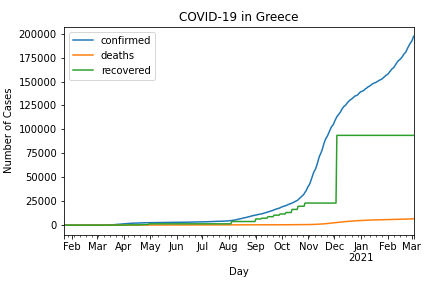 COVID-19 in Greece
confirmed
deaths
recovered
Number of Cases
200000
175000
150000
125000
100000
75000
50000
25000
0
Feb Mar Apr May Jun Jul Aug Sep Oct Nov Dec Jan Feb Mar
2021
Day